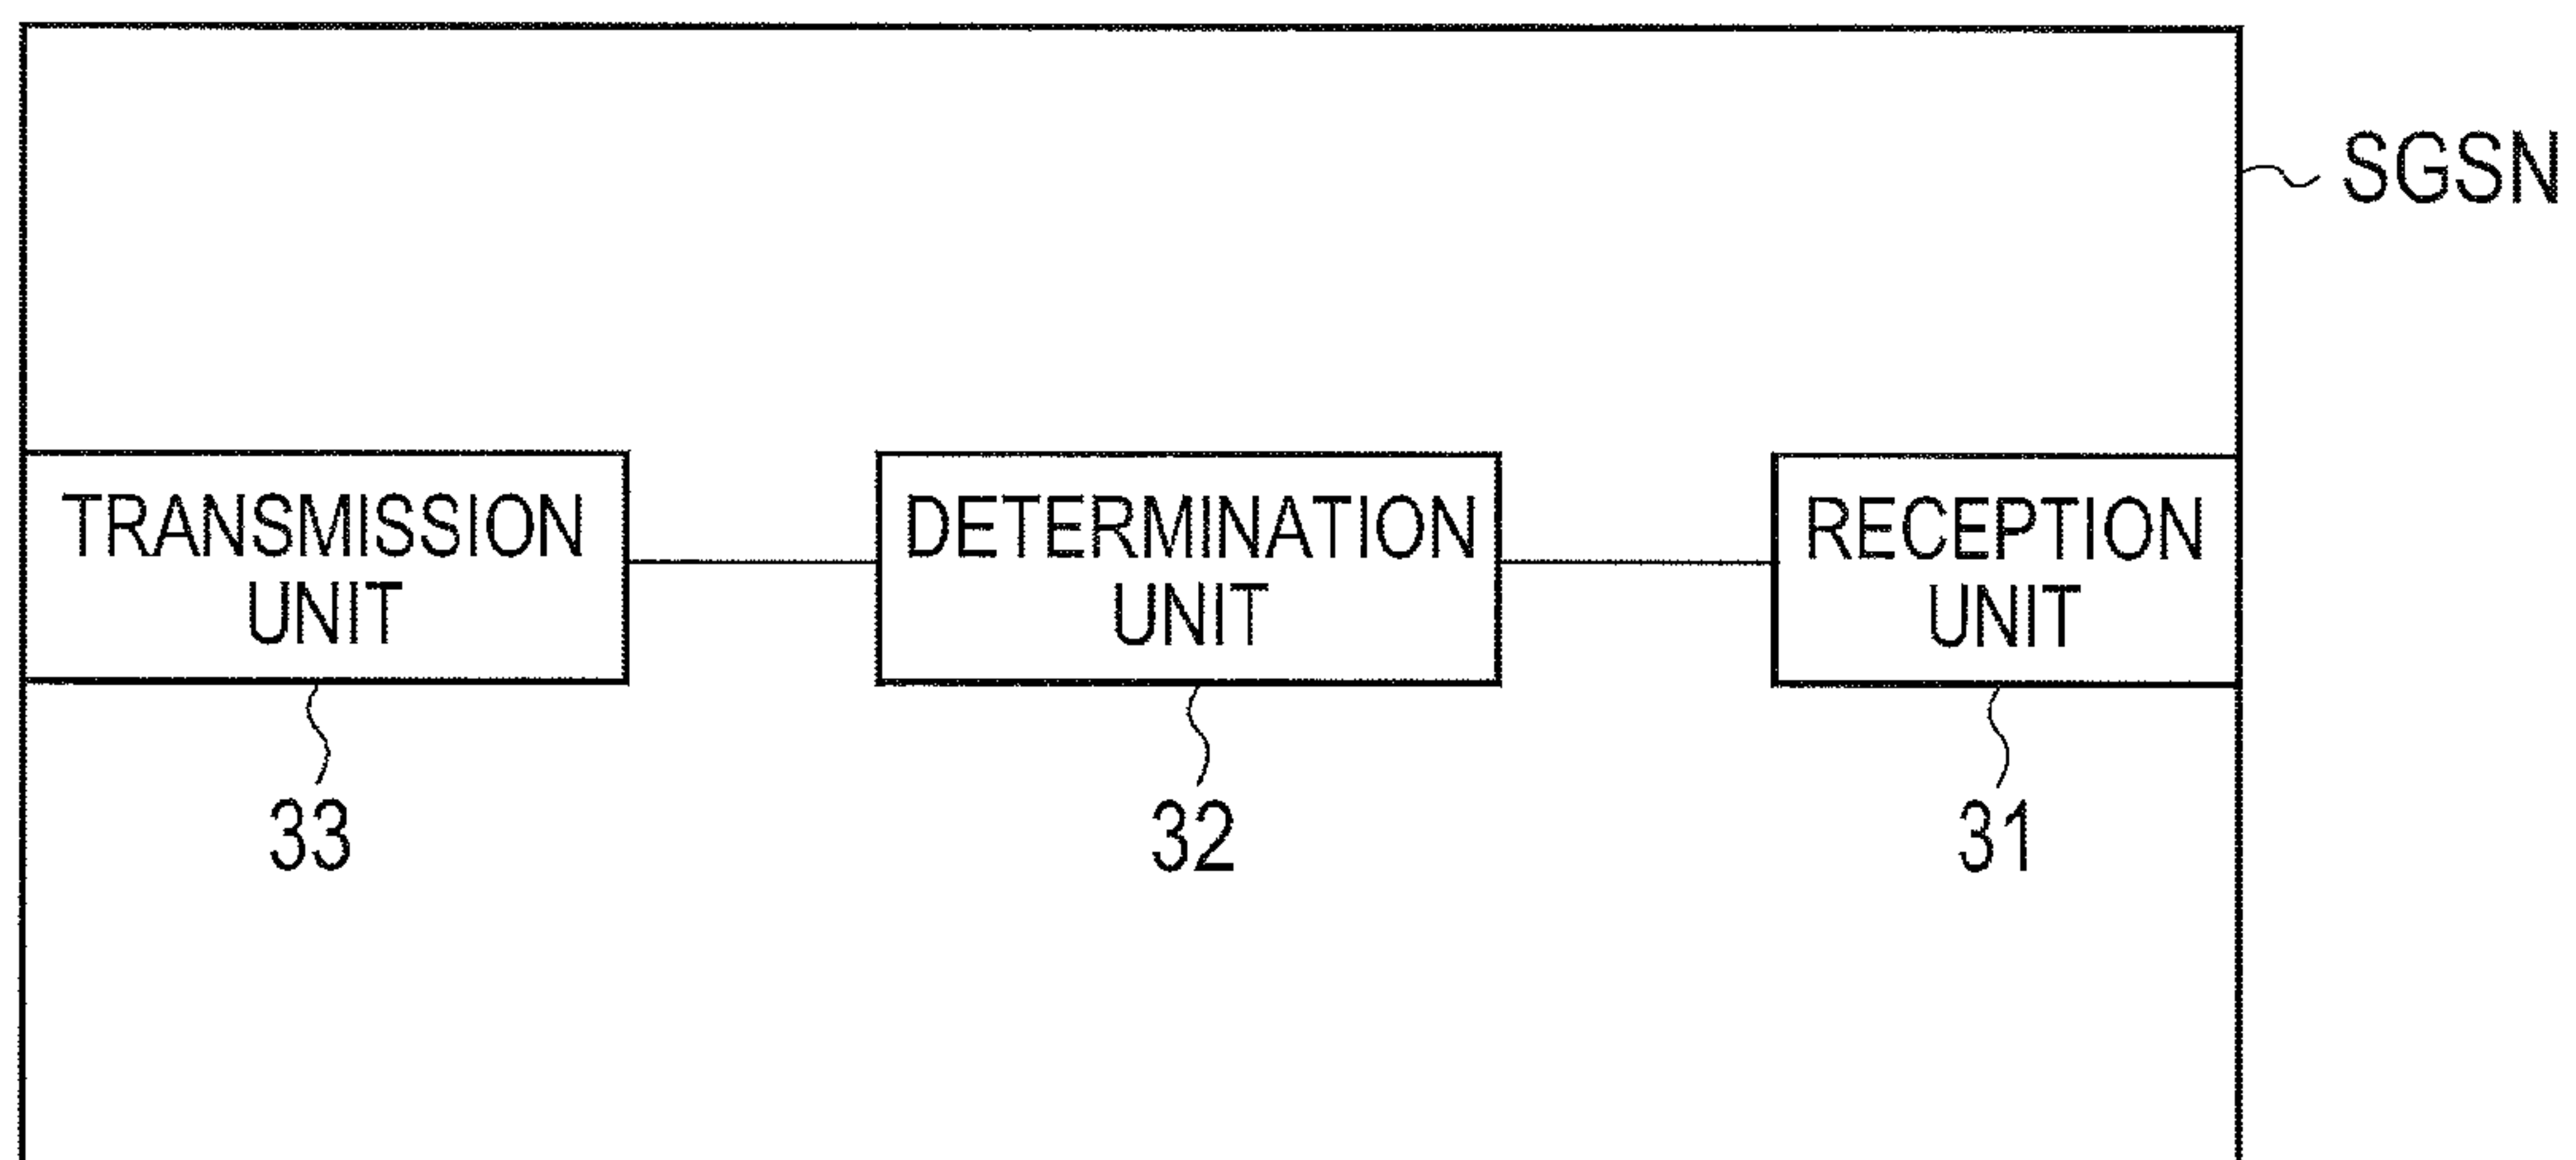 SGSN
TRANSMISSION
UNIT
DETERMINATION
UNIT
RECEPTION
UNIT
33
32
31